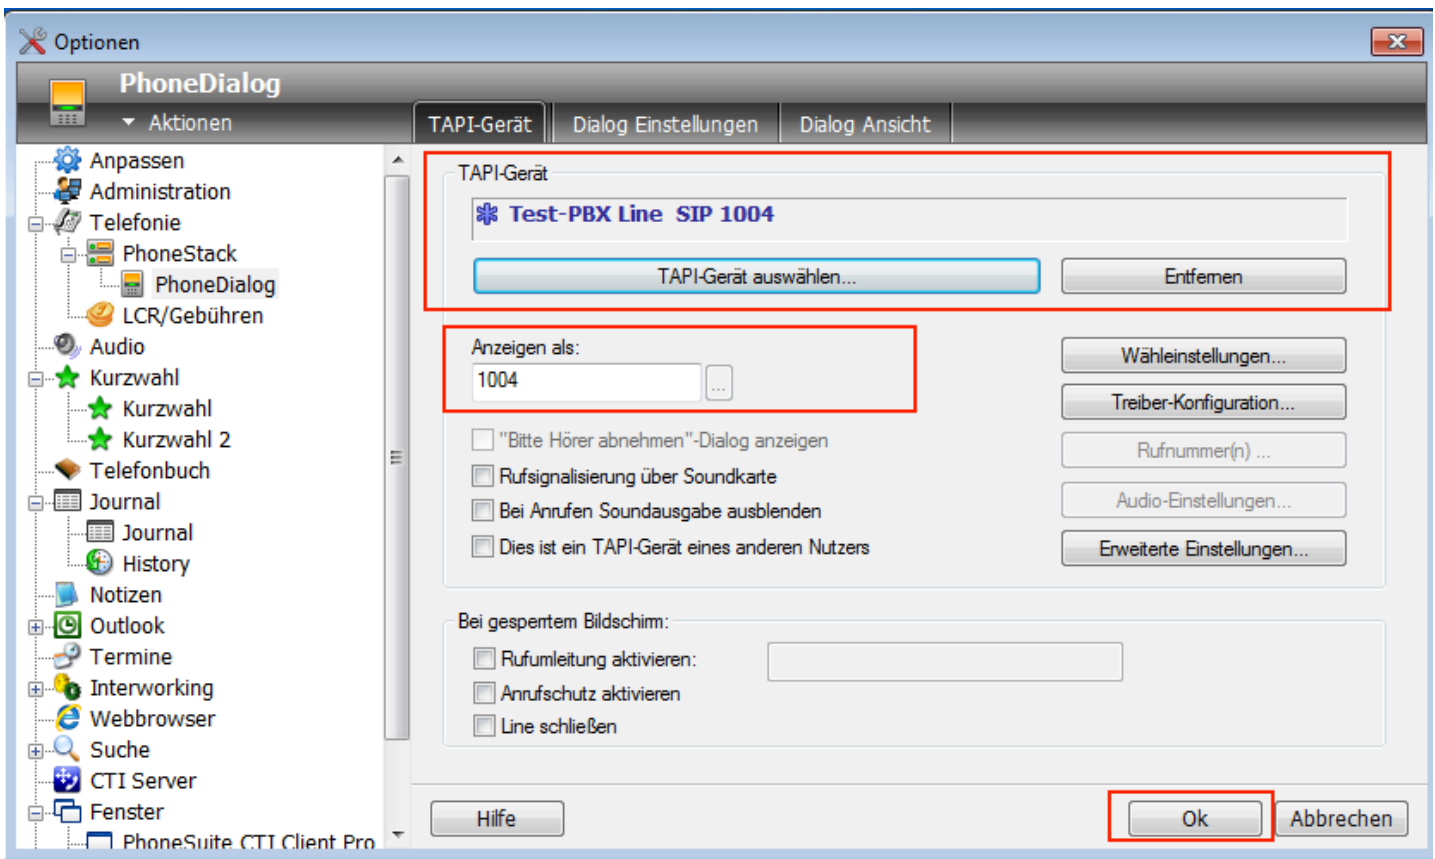 Optionen
PhoneDialog
Aktionen
TAPI-Gerät
Dialog Einstellungen
Dialog Ansicht
Anpassen
Administration
Telefonie
PhoneStack
PhoneDialog
LCR/Gebühren
Audio
Kurzwahl
Kurzwahl
Kurzwahl 2
Telefonbuch
Journal
Journal
History
Notizen
Outlook
Termine
Interworking
Webbrowser
Suche
CTI Server
Fenster
PhoneSuite CTI Client Pro
TAPI-Gerät
Test-PBX Line SIP 1004
TAPI-Gerät auswählen...
Entfernen
Anzeigen als:
1004
...
Wähleinstellungen...
Treiber-Konfiguration...
"Bitte Hörer abnehmen"-Dialog anzeigen
Rufnummer(n) ...
Rufsignalisierung über Soundkarte
Bei Anrufen Soundausgabe ausblenden
Audio-Einstellungen...
Dies ist ein TAPI-Gerät eines anderen Nutzers
Erweiterte Einstellungen...
Bei gesperrtem Bildschirm:
Rufumleitung aktivieren:
Anrufschutz aktivieren
Line schließen
Hilfe
Ok
Abbrechen